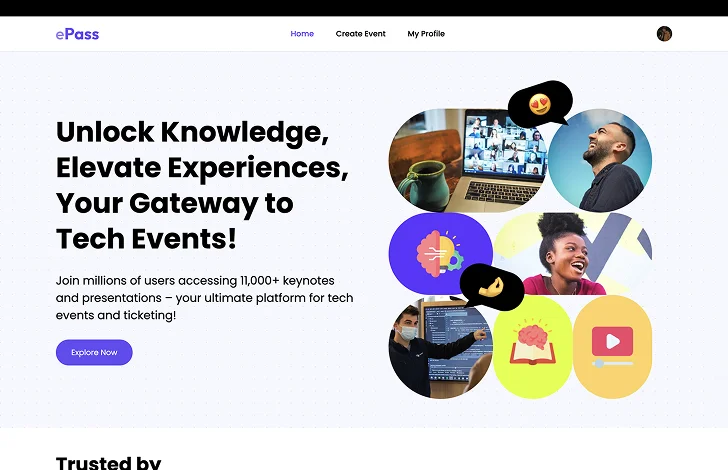 ePass
Home
Create Event
My Profile
Unlock Knowledge,
Elevate Experiences,
Your Gateway to
Tech Events!
Join millions of users accessing 11,000+ keynotes
and presentations – your ultimate platform for tech
events and ticketing!
Explore Now
Trusted by